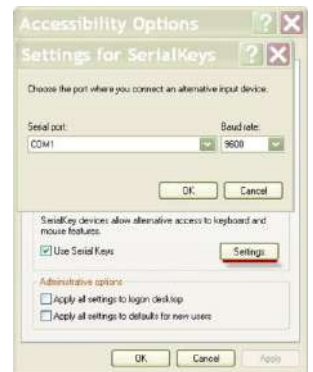 Accessibility Options
Settings for SerialKeys
Choose the port where you connect an alternative input device.
Serial port: Baud rate:
COM1 9600
OK Cancel
SerialKey devices allow alternative access to keyboard and
mouse features.
Use Serial Keys Settings
Administrative options
Apply all settings to logon desktop
Apply all settings to defaults for new users
OK Cancel Apply